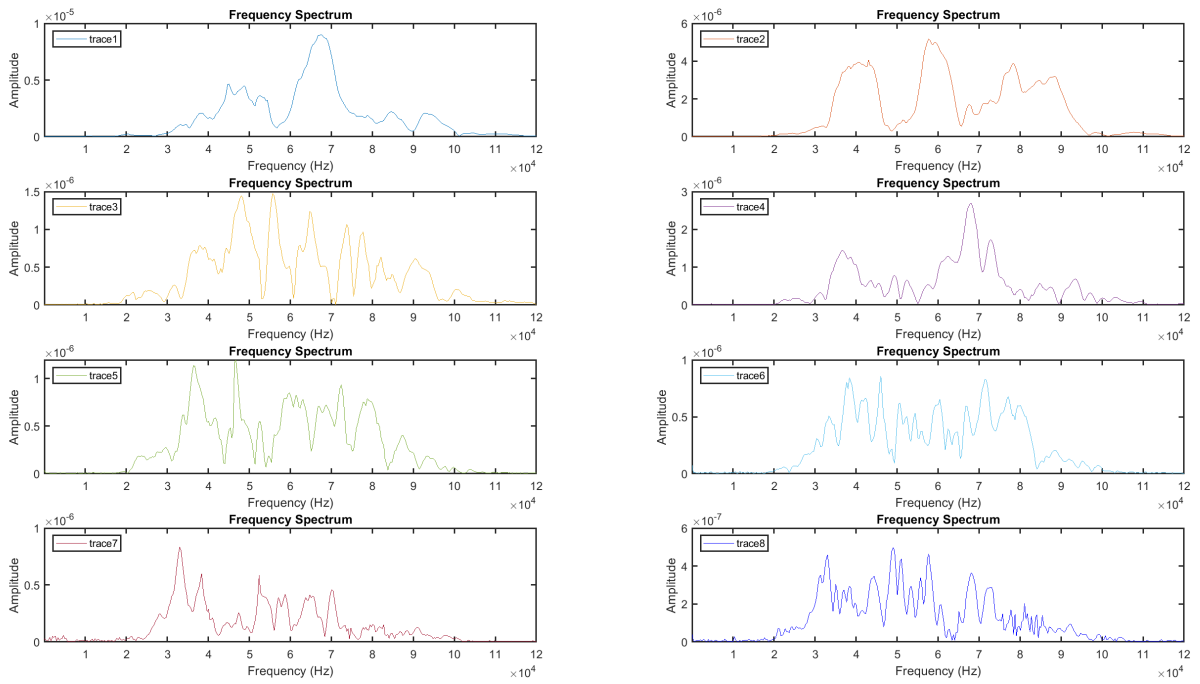 Frequency Spectrum
×10⁻⁵
1
0.5
0
Amplitude
trace1
1 2 3 4 5 6 7 8 9 10 11 12
Frequency (Hz)
×10⁴
Frequency Spectrum
×10⁻⁶
6
4
2
0
Amplitude
trace2
1 2 3 4 5 6 7 8 9 10 11 12
Frequency (Hz)
×10⁴
Frequency Spectrum
×10⁻⁶
1.5
1
0.5
0
Amplitude
trace3
1 2 3 4 5 6 7 8 9 10 11 12
Frequency (Hz)
×10⁴
Frequency Spectrum
×10⁻⁶
3
2
1
0
Amplitude
trace4
1 2 3 4 5 6 7 8 9 10 11 12
Frequency (Hz)
×10⁴
Frequency Spectrum
×10⁻⁶
1
0.5
0
Amplitude
trace5
1 2 3 4 5 6 7 8 9 10 11 12
Frequency (Hz)
×10⁴
Frequency Spectrum
×10⁻⁶
1
0.5
0
Amplitude
trace6
1 2 3 4 5 6 7 8 9 10 11 12
Frequency (Hz)
×10⁴
Frequency Spectrum
×10⁻⁶
1
0.5
0
Amplitude
trace7
1 2 3 4 5 6 7 8 9 10 11 12
Frequency (Hz)
×10⁴
Frequency Spectrum
×10⁻⁷
6
4
2
0
Amplitude
trace8
1 2 3 4 5 6 7 8 9 10 11 12
Frequency (Hz)
×10⁴